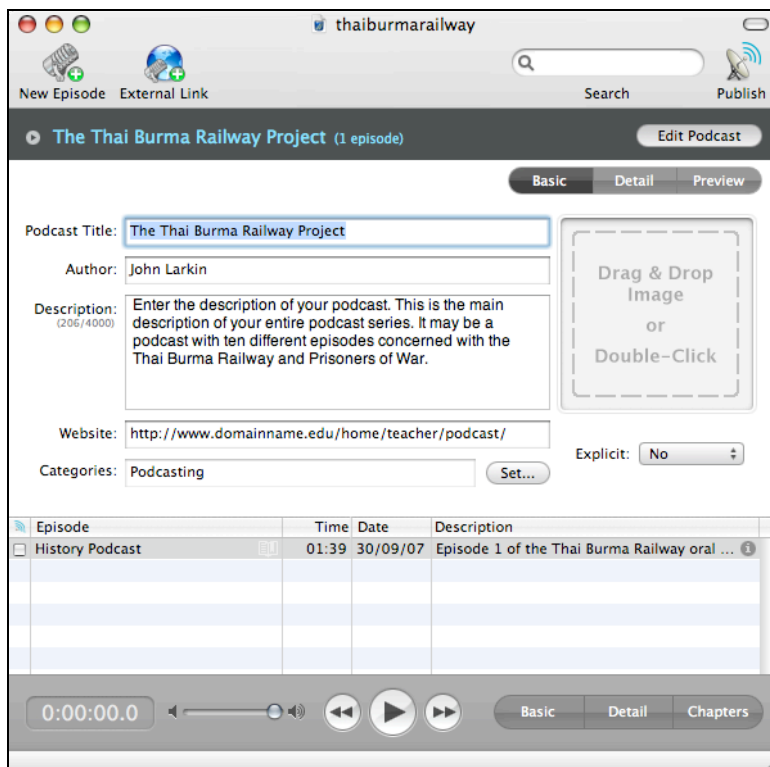 thaiburmarailway
New Episode External Link Search Publish
The Thai Burma Railway Project (1 episode) Edit Podcast
Basic Detail Preview
Podcast Title: The Thai Burma Railway Project
Author: John Larkin
Description: Enter the description of your podcast. This is the main
(206/4000) description of your entire podcast series. It may be a
podcast with ten different episodes concerned with the
Thai Burma Railway and Prisoners of War.
Drag & Drop
Image
or
Double-Click
Website: http://www.domainname.edu/home/teacher/podcast/
Explicit: No
Categories: Podcasting Set...
Episode Time Date Description
History Podcast 01:39 30/09/07 Episode 1 of the Thai Burma Railway oral ...
0:00:00.0 Basic Detail Chapters